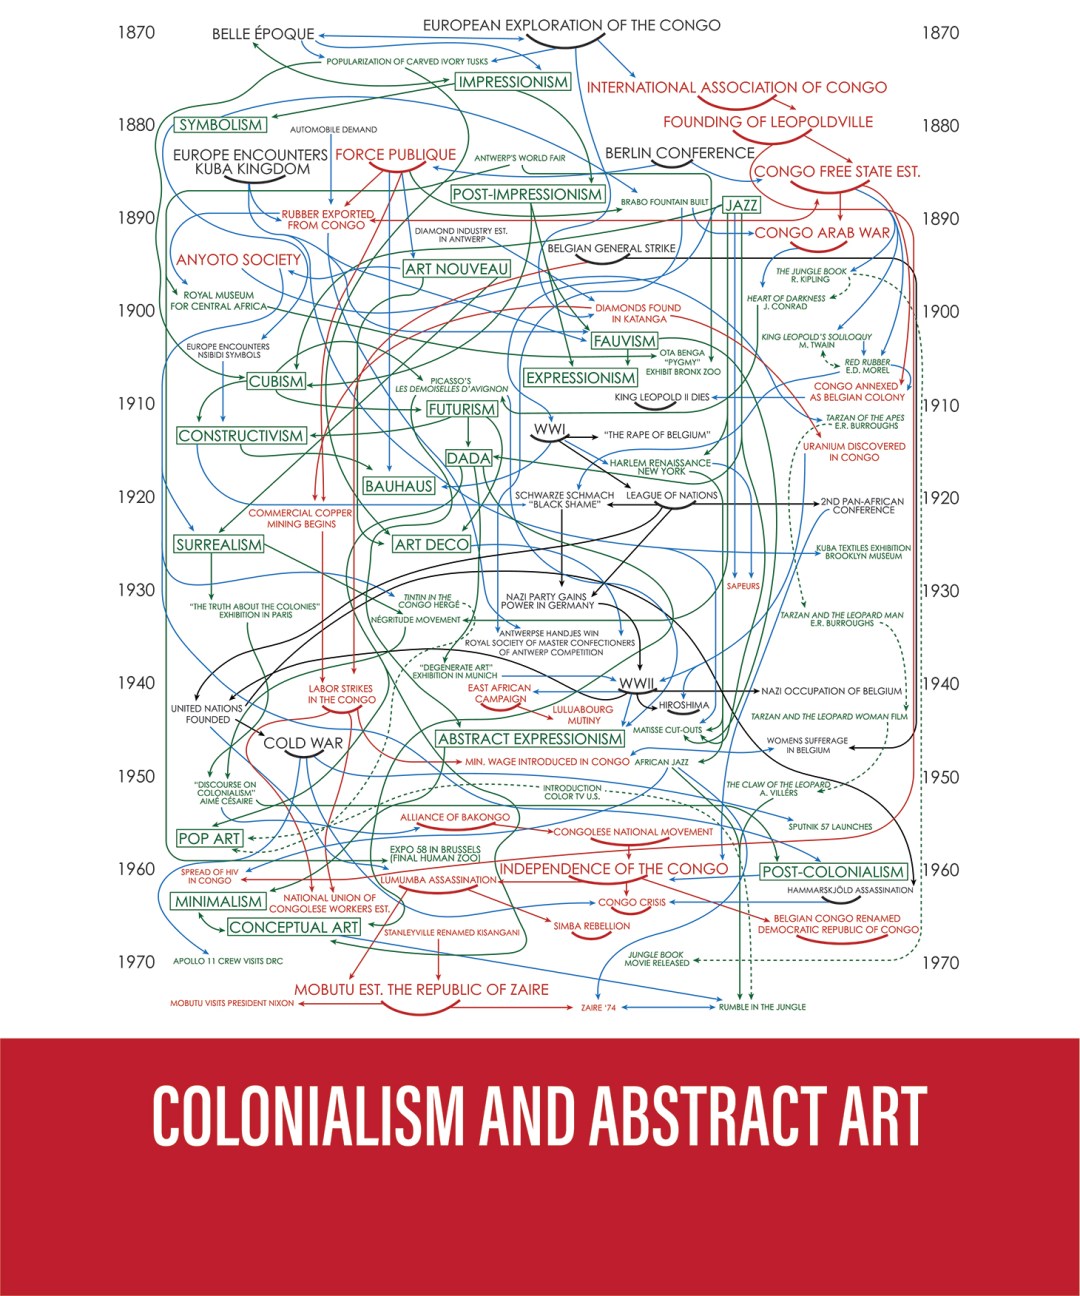 1870
1870
BELLE ÉPOQUE
EUROPEAN EXPLORATION OF THE CONGO
POPULARIZATION OF CARVED IVORY TUSKS
IMPRESSIONISM
INTERNATIONAL ASSOCIATION OF CONGO
1880
SYMBOLISM
AUTOMOBILE DEMAND
FOUNDING OF LEOPOLDVILLE
1880
EUROPE ENCOUNTERS
KUBA KINGDOM
FORCE PUBLIQUE
ANTWERP'S WORLD FAIR
BERLIN CONFERENCE
CONGO FREE STATE EST.
POST-IMPRESSIONISM
BRABO FOUNTAIN BUILT
JAZZ
1890
RUBBER EXPORTED
FROM CONGO
DIAMOND INDUSTRY EST.
IN ANTWERP
CONGO ARAB WAR
1890
BELGIAN GENERAL STRIKE
ANYOTO SOCIETY
ART NOUVEAU
THE JUNGLE BOOK
R. KIPLING
ROYAL MUSEUM
FOR CENTRAL AFRICA
HEART OF DARKNESS
J. CONRAD
1900
DIAMONDS FOUND
IN KATANGA
1900
EUROPE ENCOUNTERS
NSIBIDI SYMBOLS
FAUVISM
KING LEOPOLD'S SOLILOQUY
M. TWAIN
OTA BENGA
"PYGMY"
EXHIBIT BRONX ZOO
RED RUBBER
E.D. MOREL
CUBISM
PICASSO'S
LES DEMOISELLES D'AVIGNON
EXPRESSIONISM
CONGO ANNEXED
AS BELGIAN COLONY
KING LEOPOLD II DIES
1910
FUTURISM
1910
CONSTRUCTIVISM
WWI
"THE RAPE OF BELGIUM"
TARZAN OF THE APES
E.R. BURROUGHS
URANIUM DISCOVERED
IN CONGO
DADA
HARLEM RENAISSANCE
NEW YORK
BAUHAUS
1920
SCHWARZE SCHMACH
"BLACK SHAME"
LEAGUE OF NATIONS
2ND PAN-AFRICAN
CONFERENCE
1920
COMMERCIAL COPPER
MINING BEGINS
SURREALISM
ART DECO
KUBA TEXTILES EXHIBITION
BROOKLYN MUSEUM
1930
SAPEURS
1930
"THE TRUTH ABOUT THE COLONIES"
EXHIBITION IN PARIS
TINTIN IN THE
CONGO HERGÉ
NÉGRITUDE MOVEMENT
NAZI PARTY GAINS
POWER IN GERMANY
TARZAN AND THE LEOPARD MAN
E.R. BURROUGHS
ANTWERPSE HANDJES WIN
ROYAL SOCIETY OF MASTER CONFECTIONERS
OF ANTWERP COMPETITION
"DEGENERATE ART"
EXHIBITION IN MUNICH
1940
LABOR STRIKES
IN THE CONGO
EAST AFRICAN
CAMPAIGN
WWII
NAZI OCCUPATION OF BELGIUM
1940
UNITED NATIONS
FOUNDED
LULUABOURG
MUTINY
HIROSHIMA
TARZAN AND THE LEOPARD WOMAN FILM
COLD WAR
ABSTRACT EXPRESSIONISM
MATISSE CUT-OUTS
WOMENS SUFFERAGE
IN BELGIUM
MIN. WAGE INTRODUCED IN CONGO
AFRICAN JAZZ
1950
"DISCOURSE ON
COLONIALISM"
AIMÉ CÉSAIRE
INTRODUCTION
COLOR TV U.S.
THE CLAW OF THE LEOPARD
A. VILLERS
1950
ALLIANCE OF BAKONGO
CONGOLESE NATIONAL MOVEMENT
SPUTNIK 57 LAUNCHES
POP ART
EXPO 58 IN BRUSSELS
(FINAL HUMAN ZOO)
1960
SPREAD OF HIV
IN CONGO
LUMUMBA ASSASSINATION
INDEPENDENCE OF THE CONGO
POST-COLONIALISM
1960
HAMMARSKJÖLD ASSASSINATION
MINIMALISM
NATIONAL UNION OF
CONGOLESE WORKERS EST.
CONGO CRISIS
CONCEPTUAL ART
STANLEYVILLE RENAMED KISANGANI
SIMBA REBELLION
BELGIAN CONGO RENAMED
DEMOCRATIC REPUBLIC OF CONGO
1970
APOLLO 11 CREW VISITS DRC
JUNGLE BOOK
MOVIE RELEASED
1970
MOBUTU EST. THE REPUBLIC OF ZAIRE
MOBUTU VISITS PRESIDENT NIXON
ZAIRE '74
RUMBLE IN THE JUNGLE
COLONIALISM AND ABSTRACT ART